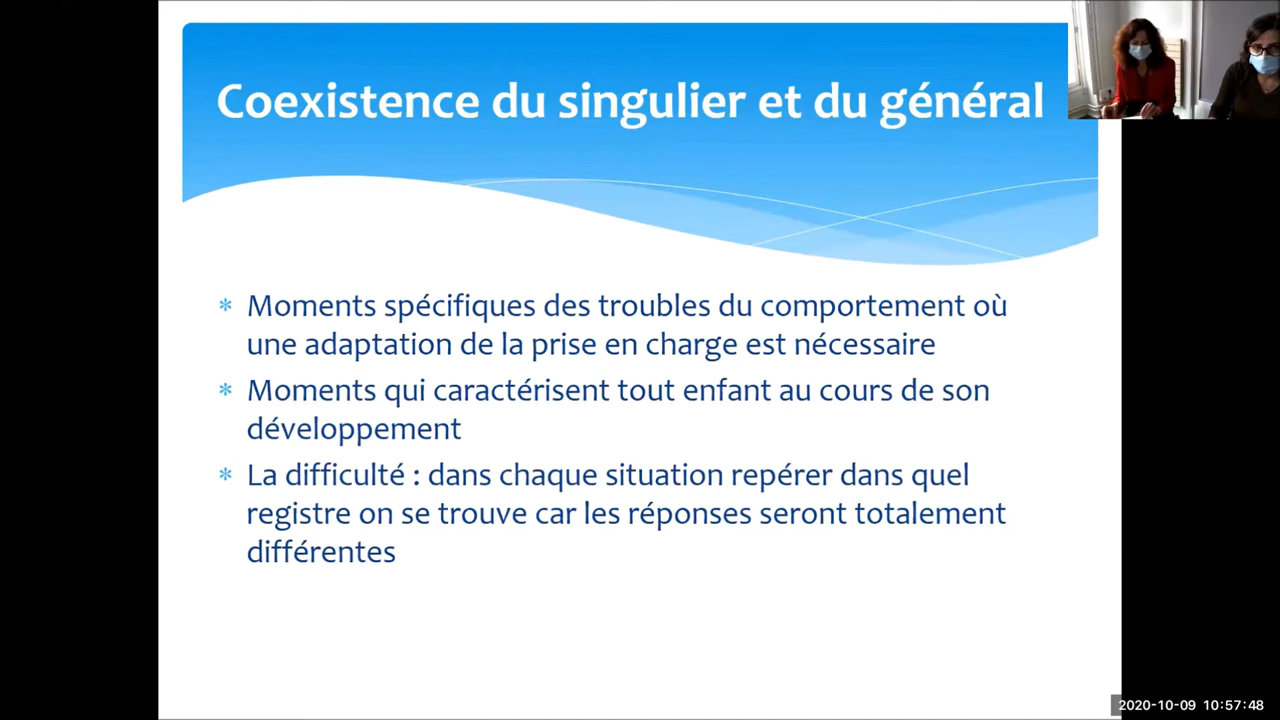 Coexistence du singulier et du général
* Moments spécifiques des troubles du comportement où
une adaptation de la prise en charge est nécessaire
* Moments qui caractérisent tout enfant au cours de son
développement
* La difficulté : dans chaque situation repérer dans quel
registre on se trouve car les réponses seront totalement
différentes
2020-10-09 10:57:48